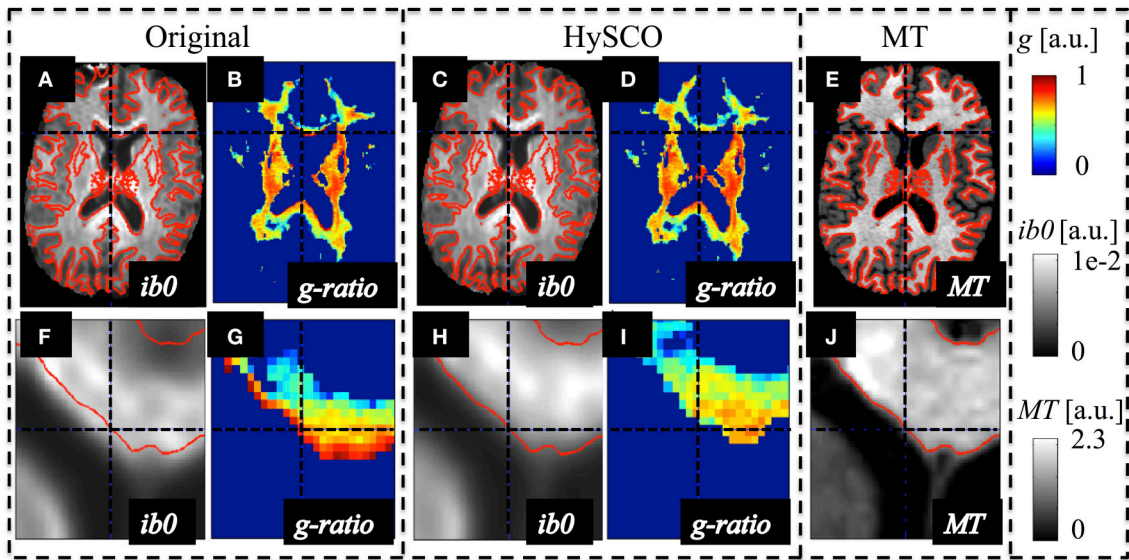 Original
HySCO
MT
g [a.u.]
A
B
C
D
E
1
0
ib0
g-ratio
ib0
g-ratio
MT
ib0 [a.u.]
1e-2
0
F
G
H
I
J
MT [a.u.]
2.3
0
ib0
g-ratio
ib0
g-ratio
MT